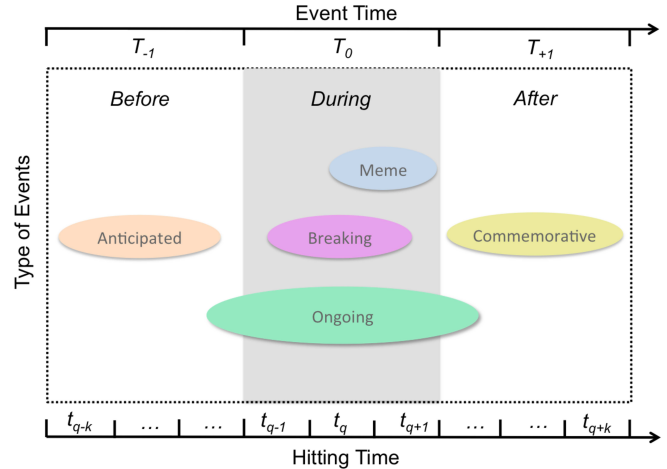 Event Time
T-1 T0 T+1
Before During After
Meme
Anticipated Breaking Commemorative
Ongoing
Type of Events
tq-k ... ... tq-1 tq tq+1 ... ... tq+k
Hitting Time